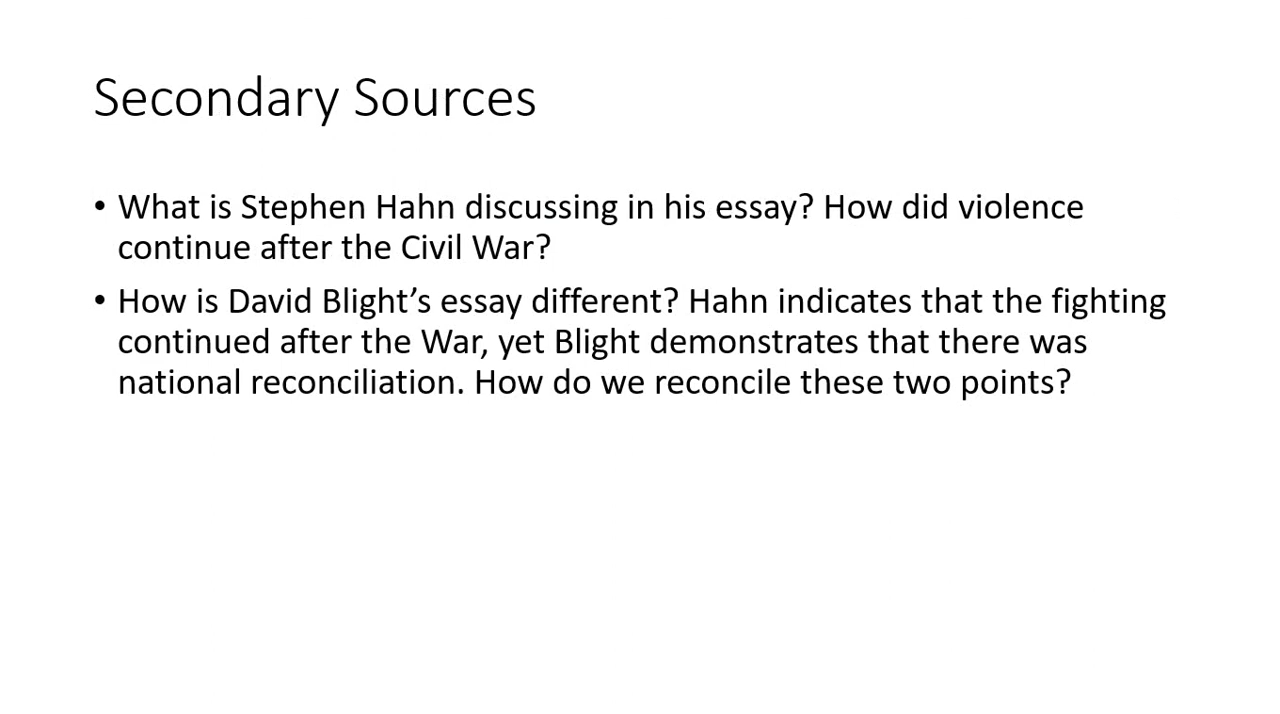 Secondary Sources
• What is Stephen Hahn discussing in his essay? How did violence
continue after the Civil War?
• How is David Blight’s essay different? Hahn indicates that the fighting
continued after the War, yet Blight demonstrates that there was
national reconciliation. How do we reconcile these two points?